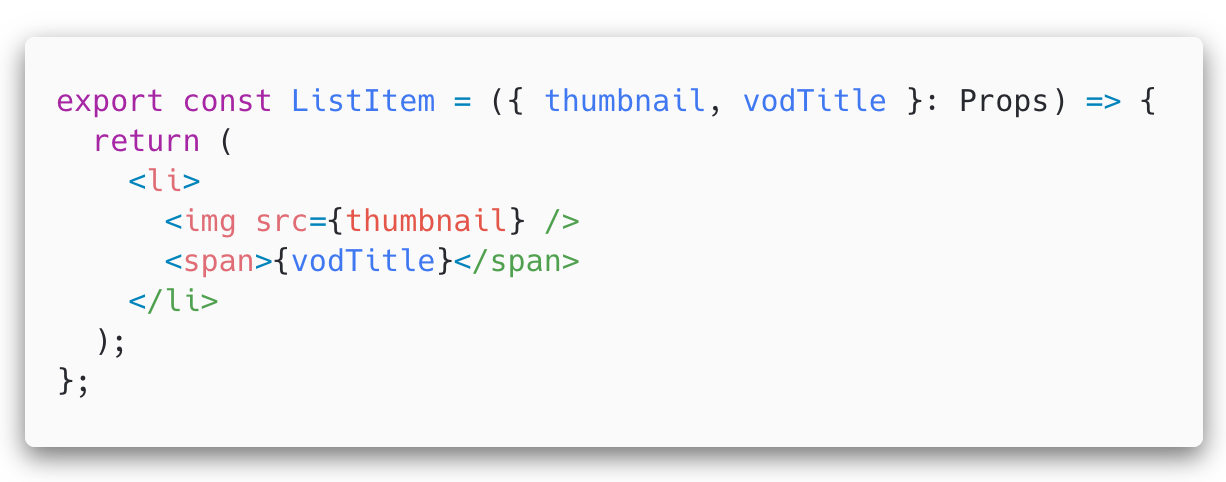 export const ListItem = ({ thumbnail, vodTitle }: Props) => {
  return (
    <li>
      <img src={thumbnail} />
      <span>{vodTitle}</span>
    </li>
  );
};